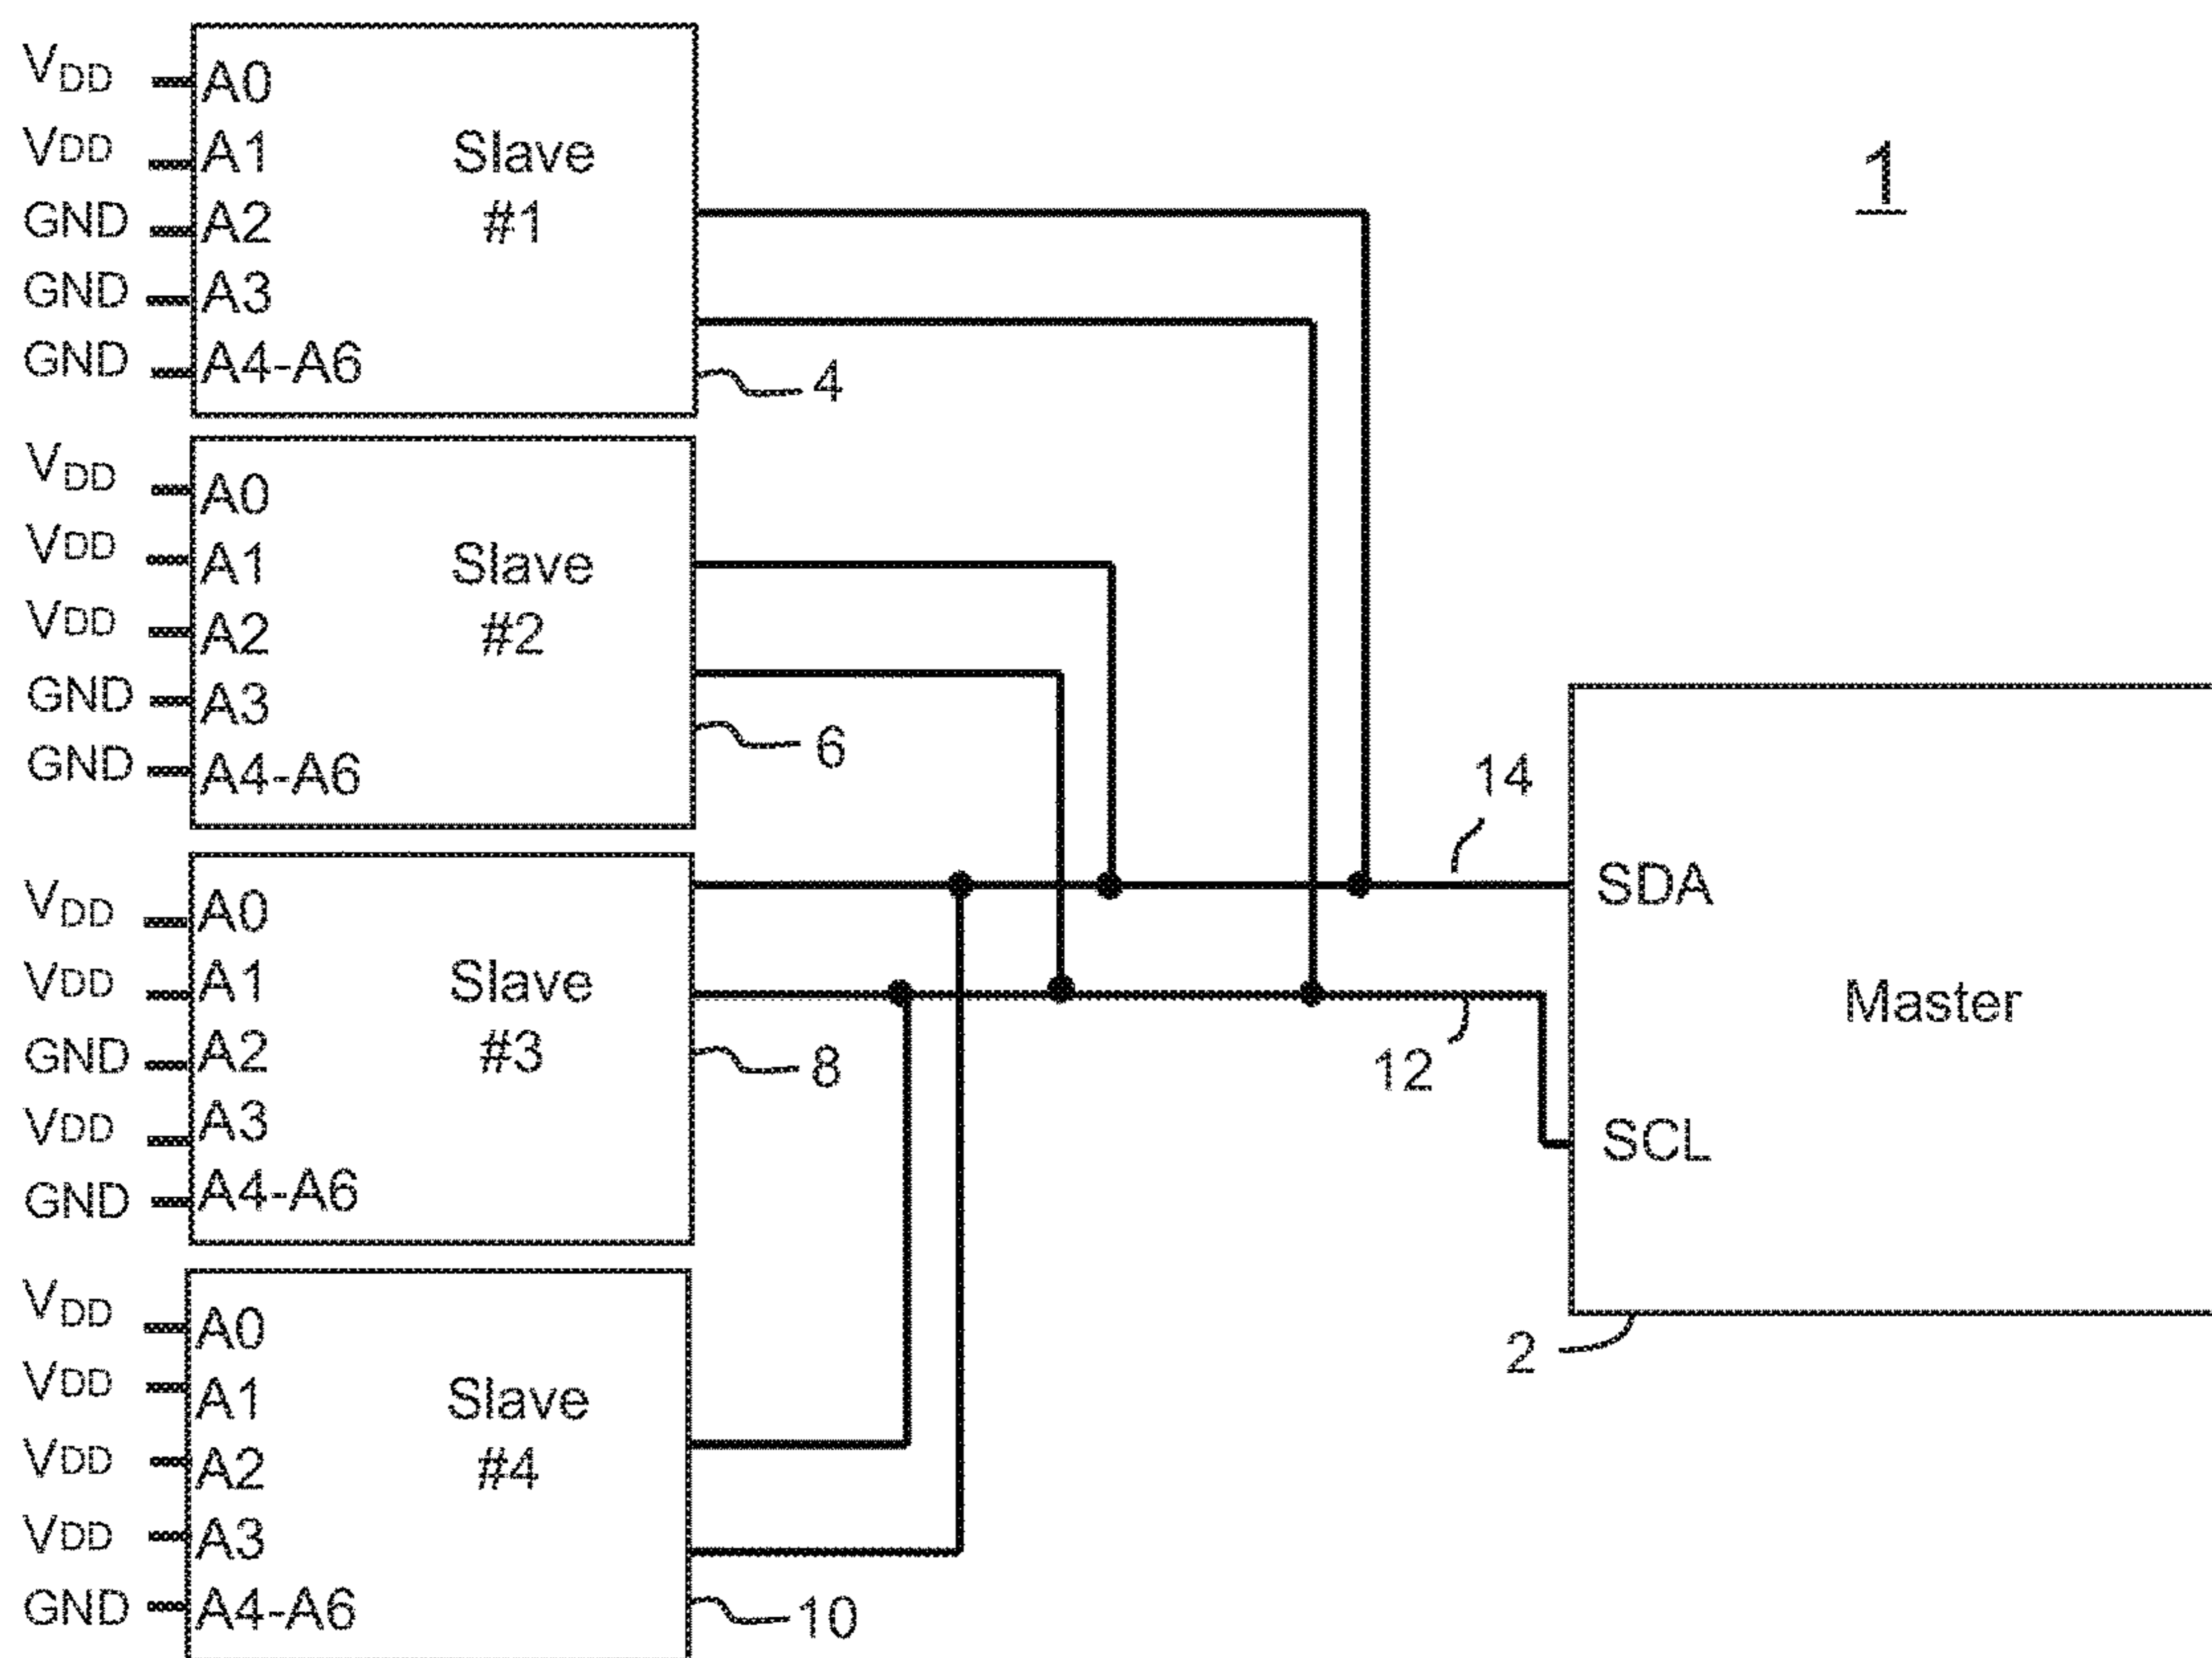 1
VDD A0
VDD A1
GND A2
GND A3
GND A4-A6
Slave
#1
4
VDD A0
VDD A1
VDD A2
GND A3
GND A4-A6
Slave
#2
6
VDD A0
VDD A1
GND A2
VDD A3
GND A4-A6
Slave
#3
8
VDD A0
VDD A1
VDD A2
VDD A3
GND A4-A6
Slave
#4
10
14
12
SDA
Master
SCL
2